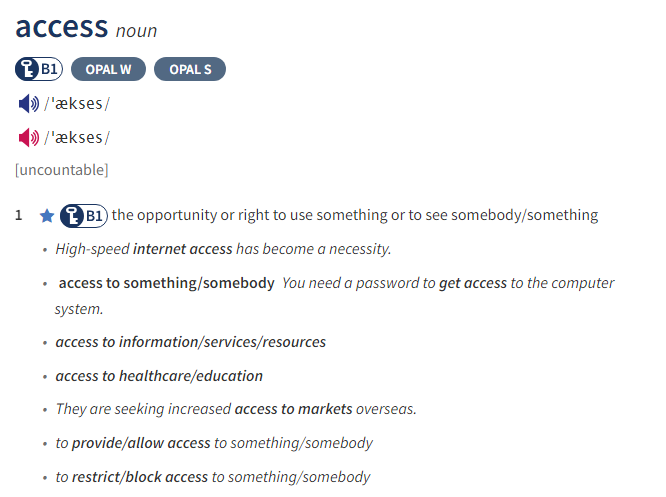 access noun
B1 OPAL W OPAL S
/ˈækses/
/ˈækses/
[uncountable]
1 ★ B1 the opportunity or right to use something or to see somebody/something
• High-speed internet access has become a necessity.
• access to something/somebody You need a password to get access to the computer
system.
• access to information/services/resources
• access to healthcare/education
• They are seeking increased access to markets overseas.
• to provide/allow access to something/somebody
• to restrict/block access to something/somebody